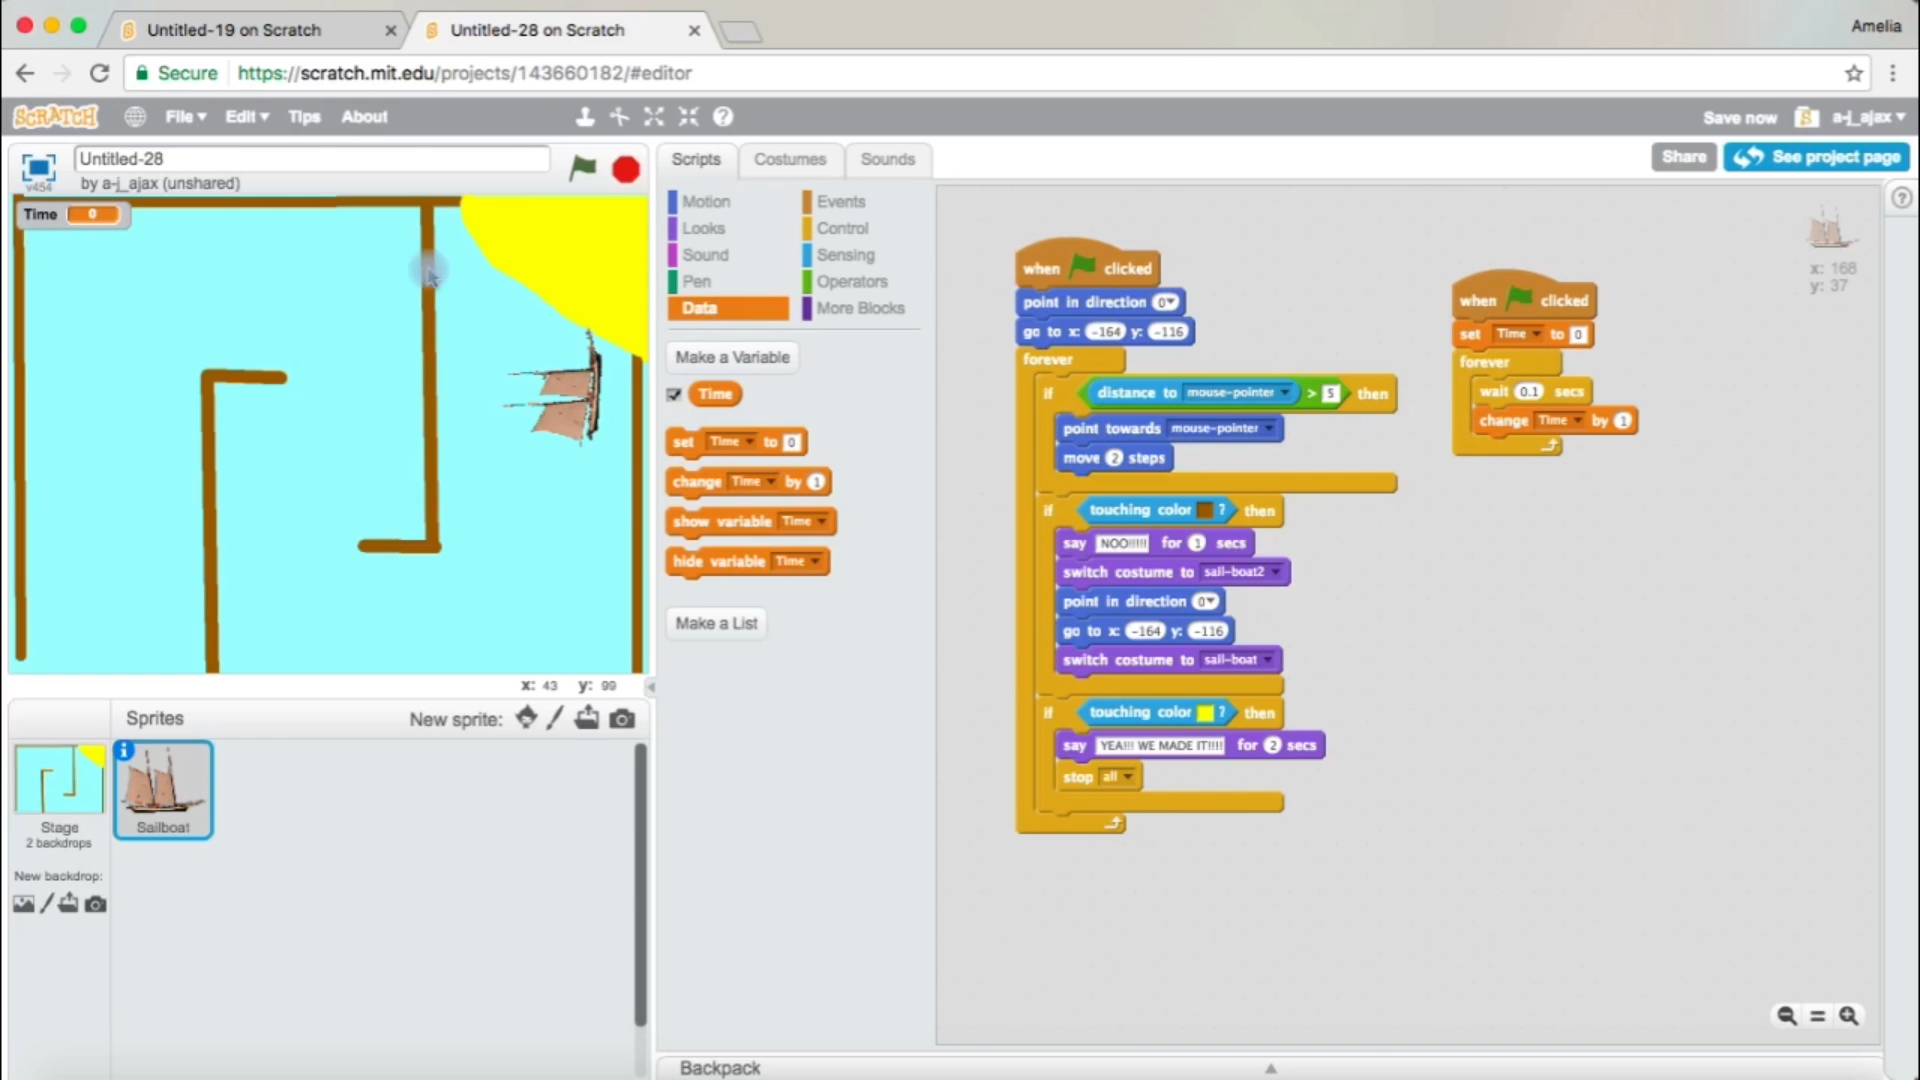 Untitled-19 on Scratch
Untitled-28 on Scratch
Amelia
Secure https://scratch.mit.edu/projects/143660182/#editor
SCRATCH File Edit Tips About Save now a-j_ajax
v454
Untitled-28
by a-j_ajax (unshared)
Scripts Costumes Sounds
Share See project page
Time 0
Motion Events
Looks Control
Sound Sensing
Pen Operators
Data More Blocks
Make a Variable
Time
set Time to 0
change Time by 1
show variable Time
hide variable Time
Make a List
when clicked
point in direction 0
go to x: -164 y: -116
forever
if distance to mouse-pointer > 5 then
point towards mouse-pointer
move 2 steps
if touching color ? then
say NOO!!!!! for 1 secs
switch costume to sail-boat2
point in direction 0
go to x: -164 y: -116
switch costume to sail-boat
if touching color ? then
say YEA!!! WE MADE IT!!!! for 2 secs
stop all
when clicked
set Time to 0
forever
wait 0.1 secs
change Time by 1
x: 168
y: 37
x: 43 y: 99
Sprites New sprite:
Stage
2 backdrops
Sailboat
New backdrop:
Backpack